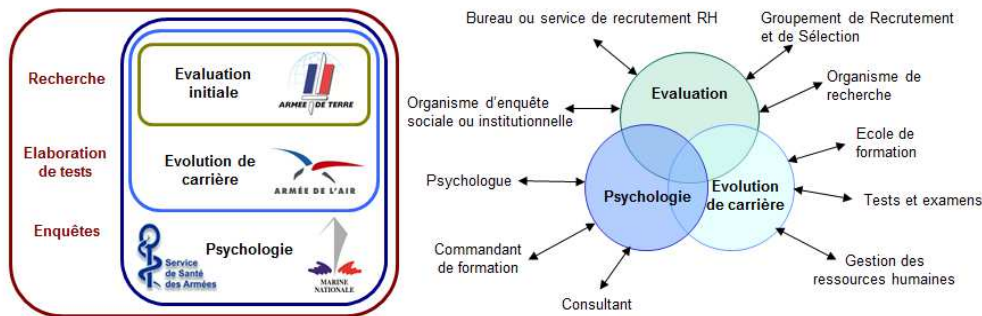 Recherche
Elaboration
de tests
Enquêtes
Evaluation
initiale
ARMÉE DE TERRE
Evolution de
carrière
ARMÉE DE L'AIR
Psychologie
Service
de Santé
des Armées
MARINE
NATIONALE
Bureau ou service de recrutement RH
Groupement de Recrutement
et de Sélection
Organisme de
recherche
Organisme d'enquête
sociale ou institutionnelle
Evaluation
Ecole de
formation
Psychologue
Psychologie
Evolution
de carrière
Tests et examens
Commandant
de formation
Gestion des
ressources humaines
Consultant